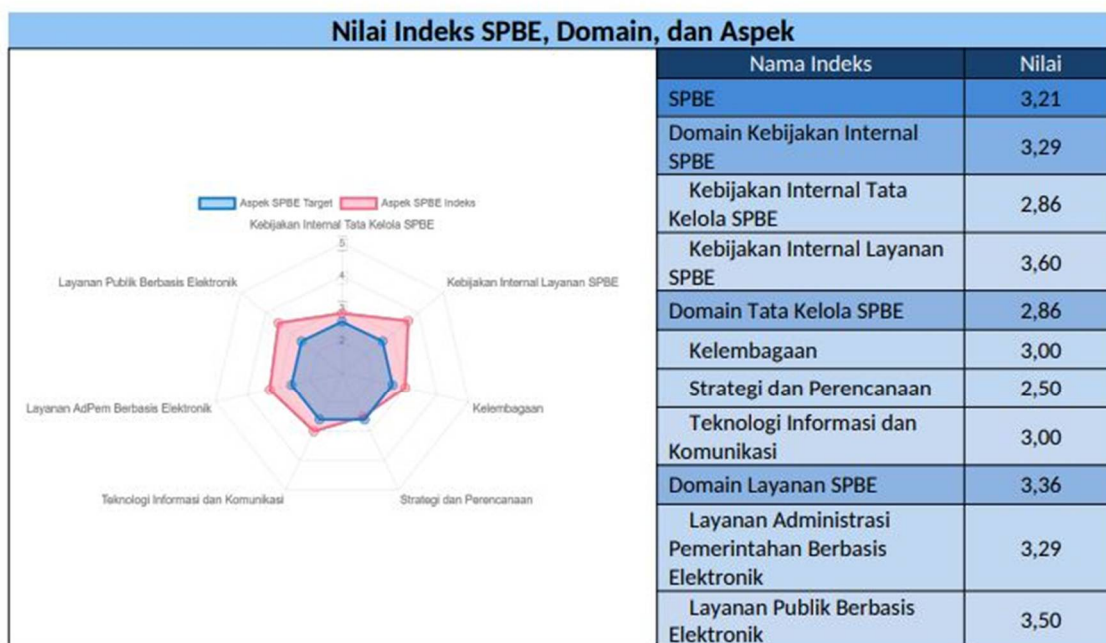 Nilai Indeks SPBE, Domain, dan Aspek
Aspek SPBE Target
Aspek SPBE Indeks
Kebijakan Internal Tata Kelola SPBE
5
4
3
2
Layanan Publik Berbasis Elektronik
Kebijakan Internal Layanan SPBE
Layanan AdPem Berbasis Elektronik
Kelembagaan
Teknologi Informasi dan Komunikasi
Strategi dan Perencanaan
Nama Indeks Nilai
SPBE 3,21
Domain Kebijakan Internal
SPBE 3,29
Kebijakan Internal Tata
Kelola SPBE 2,86
Kebijakan Internal Layanan
SPBE 3,60
Domain Tata Kelola SPBE 2,86
Kelembagaan 3,00
Strategi dan Perencanaan 2,50
Teknologi Informasi dan
Komunikasi 3,00
Domain Layanan SPBE 3,36
Layanan Administrasi
Pemerintahan Berbasis 3,29
Elektronik
Layanan Publik Berbasis
Elektronik 3,50